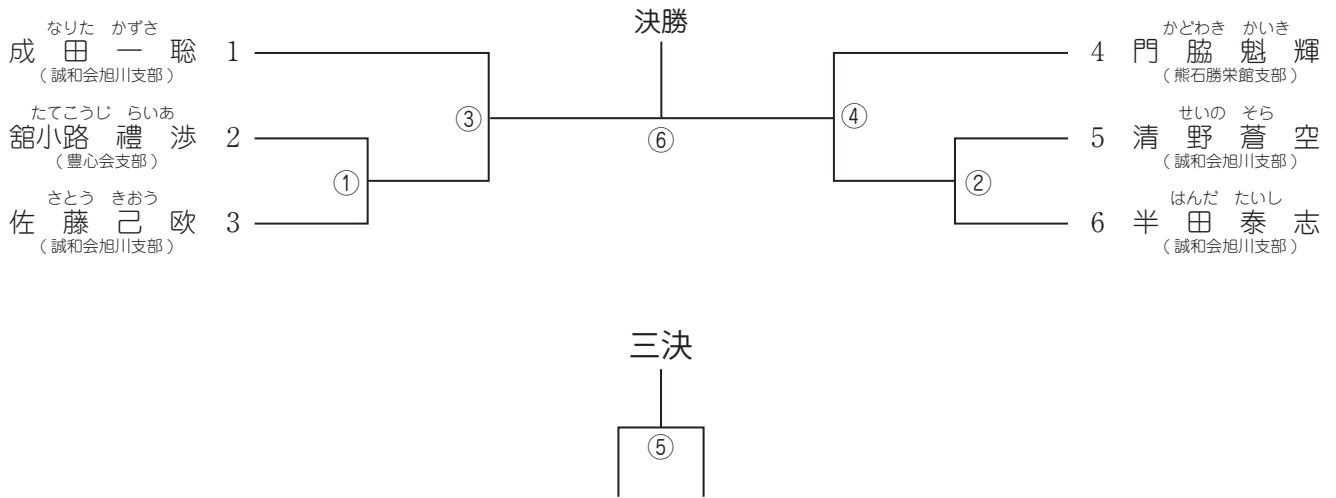 決勝
なりた かずさ
成田一聡 1
（誠和会旭川支部）
たてこうじ らいあ
舘小路禮渉 2
（豊心会支部）
さとう きおう
佐藤己欧 3
（誠和会旭川支部）
①
③
⑥
④
②
かどわき かいき
4 門脇魁輝
（熊石勝栄館支部）
せいの そら
5 清野蒼空
（誠和会旭川支部）
はんだ たいし
6 半田泰志
（誠和会旭川支部）
三決
⑤